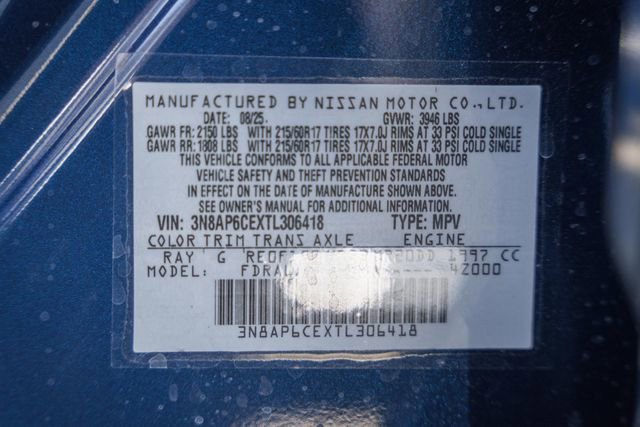 MANUFACTURED BY NISSAN MOTOR CO., LTD.
DATE: 08/25. GVWR: 3946 LBS
GAWR FR: 2150 LBS WITH 215/60R17 TIRES 17X7.0J RIMS AT 33 PSI COLD SINGLE
GAWR RR: 1808 LBS WITH 215/60R17 TIRES 17X7.0J RIMS AT 33 PSI COLD SINGLE
THIS VEHICLE CONFORMS TO ALL APPLICABLE FEDERAL MOTOR
VEHICLE SAFETY AND THEFT PREVENTION STANDARDS
IN EFFECT ON THE DATE OF MANUFACTURE SHOWN ABOVE.
SEE OWNER'S MANUAL FOR ADDITIONAL INFORMATION.
VIN: 3N8AP6CEXTL306418 TYPE: MPV
COLOR TRIM TRANS AXLE ENGINE
RAY G 1997 CC
MODEL:
3N8AP6CEXTL306418